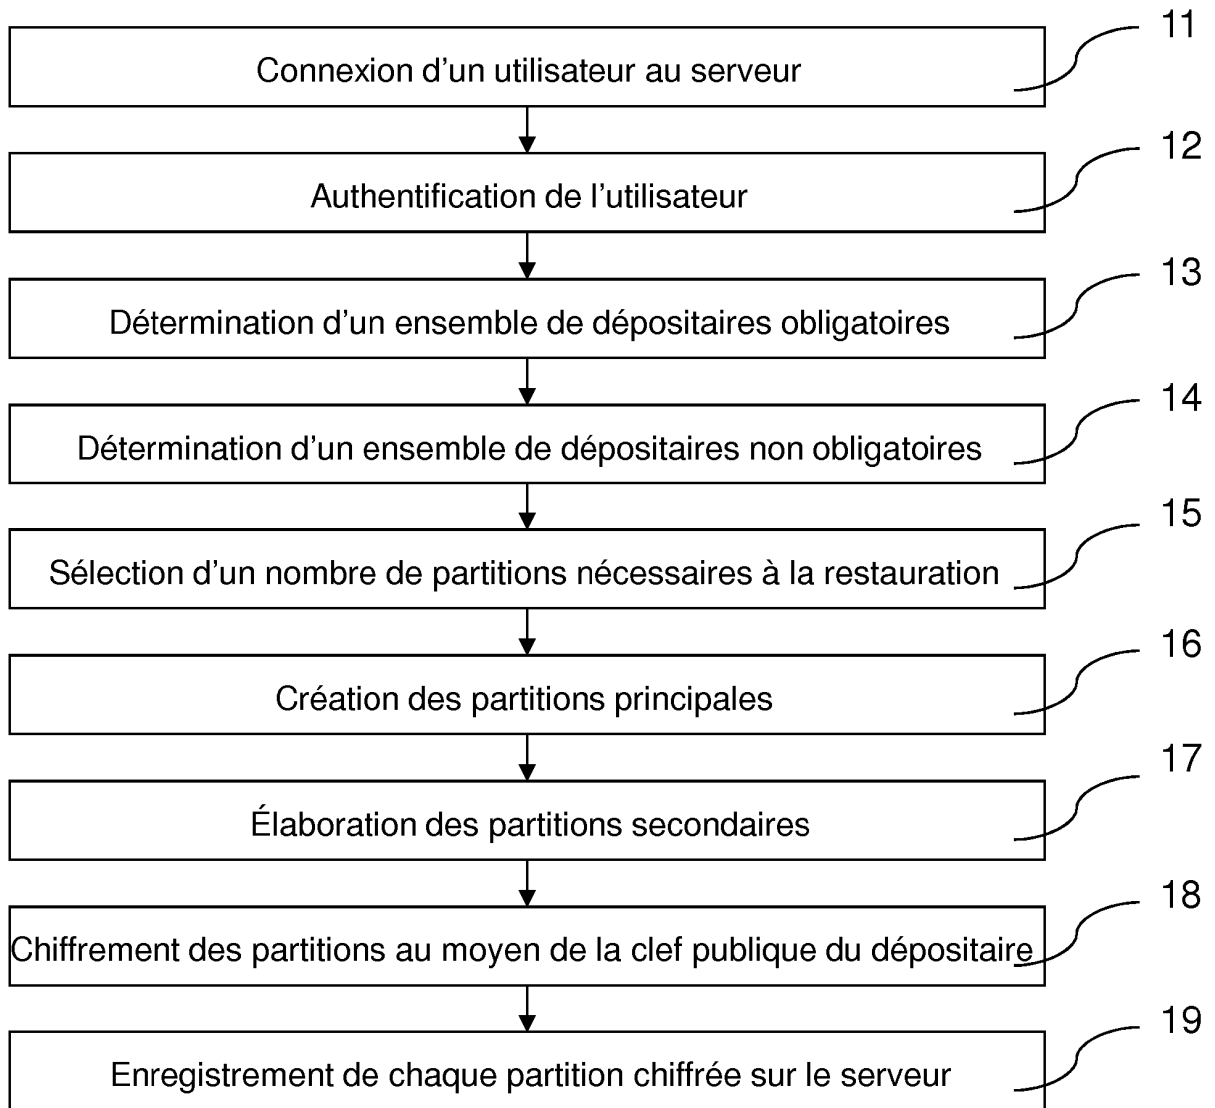 11
Connexion d'un utilisateur au serveur
12
Authentification de l'utilisateur
13
Détermination d'un ensemble de dépositaires obligatoires
14
Détermination d'un ensemble de dépositaires non obligatoires
15
Sélection d'un nombre de partitions nécessaires à la restauration
16
Création des partitions principales
17
Élaboration des partitions secondaires
18
Chiffrement des partitions au moyen de la clef publique du dépositaire
19
Enregistrement de chaque partition chiffrée sur le serveur